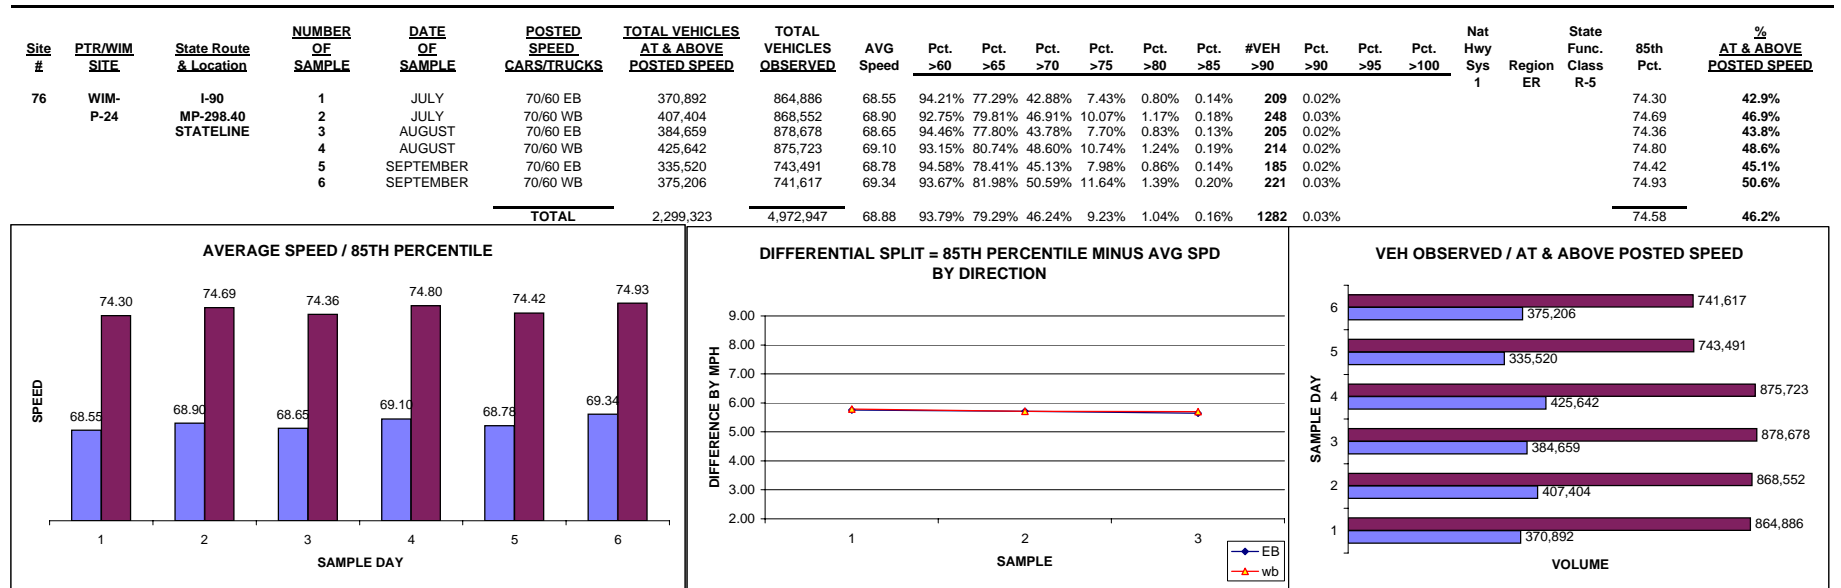 NUMBER DATE POSTED TOTAL VEHICLES TOTAL Nat State %
Site PTR/WIM State Route OF OF SPEED AT & ABOVE VEHICLES AVG Pct. Pct. Pct. Pct. Pct. Pct. #VEH Pct. Pct. Pct. Hwy Func. 85th AT & ABOVE
# SITE & Location SAMPLE SAMPLE CARS/TRUCKS POSTED SPEED OBSERVED Speed >60 >65 >70 >75 >80 >85 >90 >90 >95 >100 Sys Region Class Pct. POSTED SPEED
1 ER R-5
76 WIM- I-90 1 JULY 70/60 EB 370,892 864,886 68.55 94.21% 77.29% 42.88% 7.43% 0.80% 0.14% 209 0.02% 74.30 42.9%
P-24 MP-298.40 2 JULY 70/60 WB 407,404 868,552 68.90 92.75% 79.81% 46.91% 10.07% 1.17% 0.18% 248 0.03% 74.69 46.9%
STATELINE 3 AUGUST 70/60 EB 384,659 878,678 68.65 94.46% 77.80% 43.78% 7.70% 0.83% 0.13% 205 0.02% 74.36 43.8%
4 AUGUST 70/60 WB 425,642 875,723 69.10 93.15% 80.74% 48.60% 10.74% 1.24% 0.19% 214 0.02% 74.80 48.6%
5 SEPTEMBER 70/60 EB 335,520 743,491 68.78 94.58% 78.41% 45.13% 7.98% 0.86% 0.14% 185 0.02% 74.42 45.1%
6 SEPTEMBER 70/60 WB 375,206 741,617 69.34 93.67% 81.98% 50.59% 11.64% 1.39% 0.20% 221 0.03% 74.93 50.6%
TOTAL 2,299,323 4,972,947 68.88 93.79% 79.29% 46.24% 9.23% 1.04% 0.16% 1282 0.03% 74.58 46.2%
AVERAGE SPEED / 85TH PERCENTILE
74.30 74.69 74.36 74.80 74.42 74.93
68.55 68.90 68.65 69.10 68.78 69.34
SPEED
1 2 3 4 5 6
SAMPLE DAY
DIFFERENTIAL SPLIT = 85TH PERCENTILE MINUS AVG SPD
BY DIRECTION
DIFFERENCE BY MPH
9.00
8.00
7.00
6.00
5.00
4.00
3.00
2.00
1 2 3
SAMPLE
EB
wb
VEH OBSERVED / AT & ABOVE POSTED SPEED
SAMPLE DAY
6 741,617
375,206
5 743,491
335,520
4 875,723
425,642
3 878,678
384,659
2 868,552
407,404
1 864,886
370,892
VOLUME